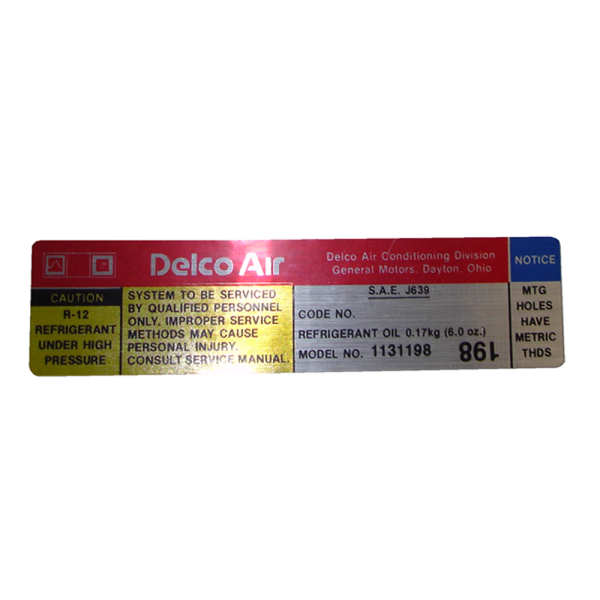 Delco Air
Delco Air Conditioning Division
General Motors, Dayton, Ohio
NOTICE
CAUTION
R-12
REFRIGERANT
UNDER HIGH
PRESSURE
SYSTEM TO BE SERVICED
BY QUALIFIED PERSONNEL
ONLY. IMPROPER SERVICE
METHODS MAY CAUSE
PERSONAL INJURY.
CONSULT SERVICE MANUAL.
S.A.E. J639
CODE NO.
REFRIGERANT OIL 0.17kg (6.0 oz.)
MODEL NO. 1131198
198
MTG
HOLES
HAVE
METRIC
THDS